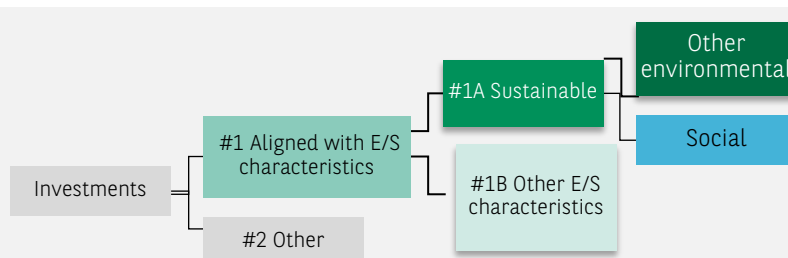 Investments
#1 Aligned with E/S
characteristics
#2 Other
#1A Sustainable
#1B Other E/S
characteristics
Other
environmental
Social